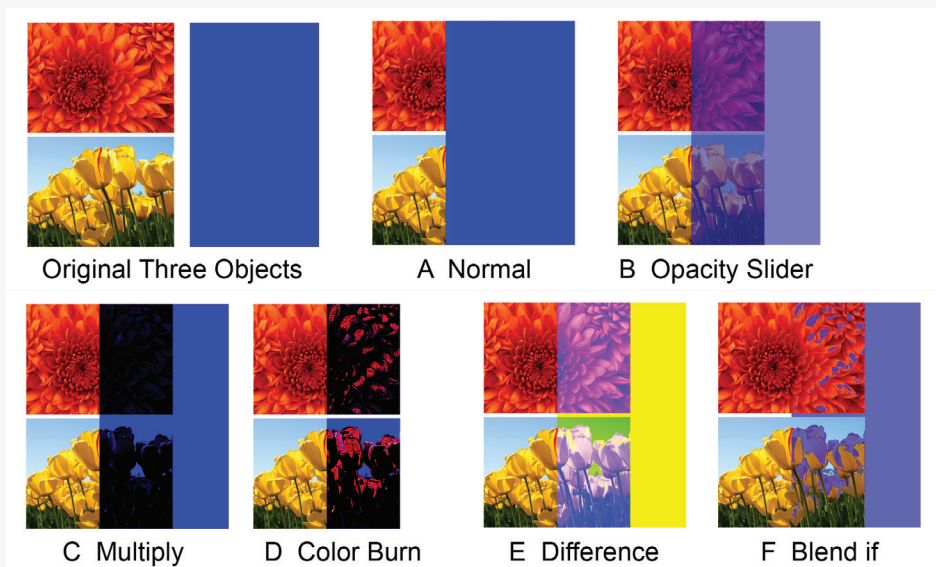 Original Three Objects
A Normal
B Opacity Slider
C Multiply
D Color Burn
E Difference
F Blend if